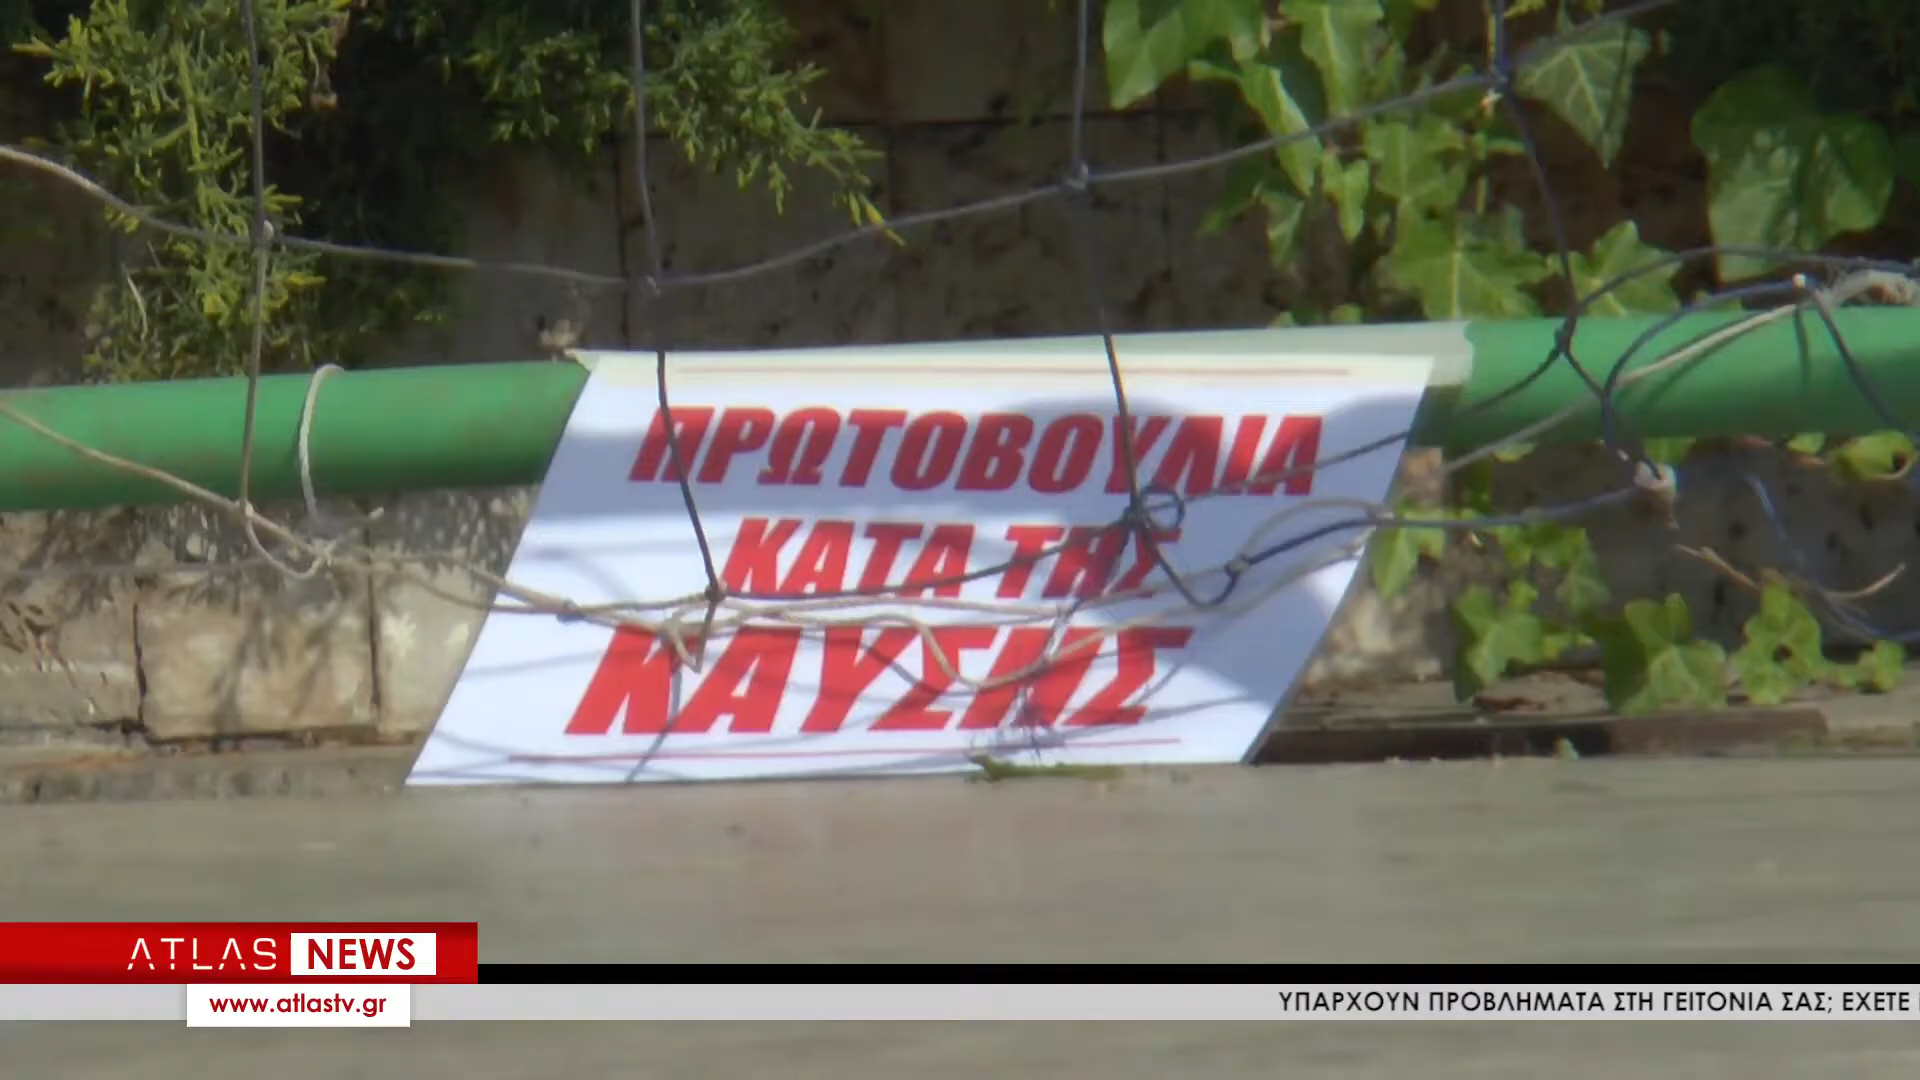 ΠΡΩΤΟΒΟΥΛΙΑ
ΚΑΤΑ ΤΗΣ
ΚΑΥΣΗΣ
ATLAS NEWS
www.atlastv.gr
ΥΠΑΡΧΟΥΝ ΠΡΟΒΛΗΜΑΤΑ ΣΤΗ ΓΕΙΤΟΝΙΑ ΣΑΣ; ΕΧΕΤΕ